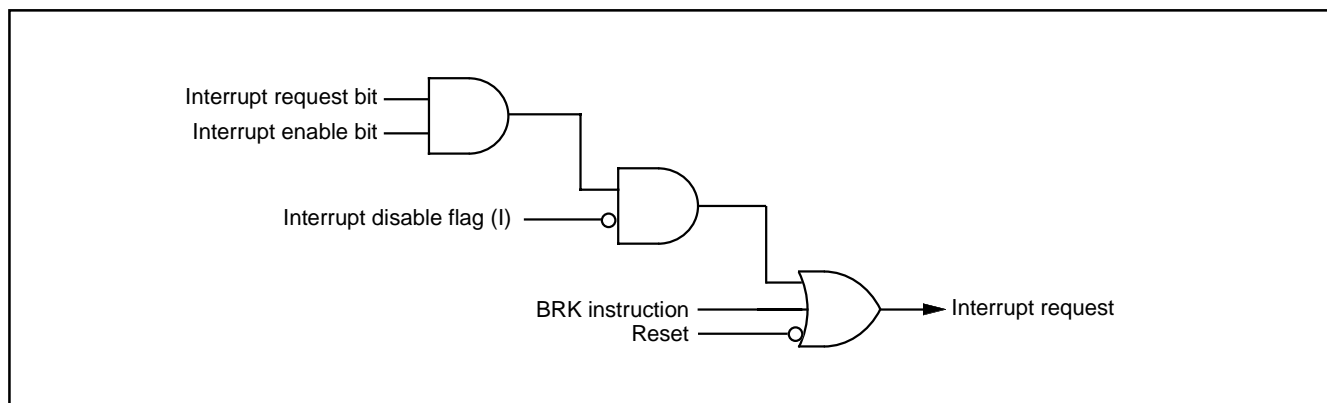 Interrupt request bit
Interrupt enable bit
Interrupt disable flag (I)
BRK instruction
Reset
Interrupt request